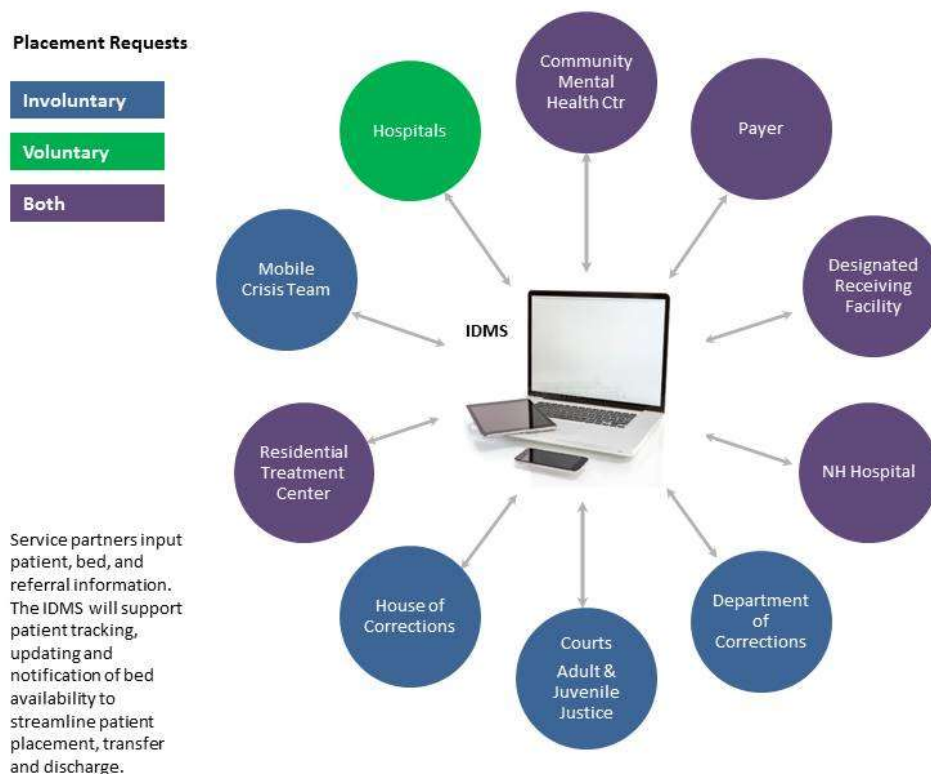 Placement Requests
Involuntary
Voluntary
Both
Community
Mental
Health Ctr
Hospitals
Payer
Mobile
Crisis Team
Designated
Receiving
Facility
IDMS
Residential
Treatment
Center
NH Hospital
House of
Corrections
Courts
Adult &
Juvenile
Justice
Department
of
Corrections
Service partners input
patient, bed, and
referral information.
The IDMS will support
patient tracking,
updating and
notification of bed
availability to
streamline patient
placement, transfer
and discharge.